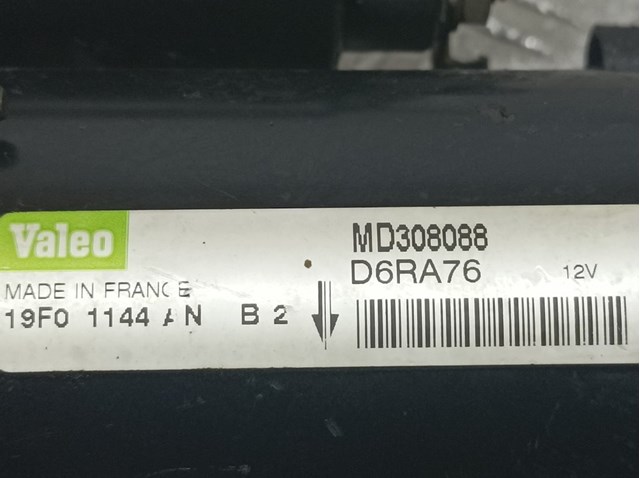 Valeo
MD308088
D6RA76 12V
MADE IN FRANCE
19F0 1144 AN B 2